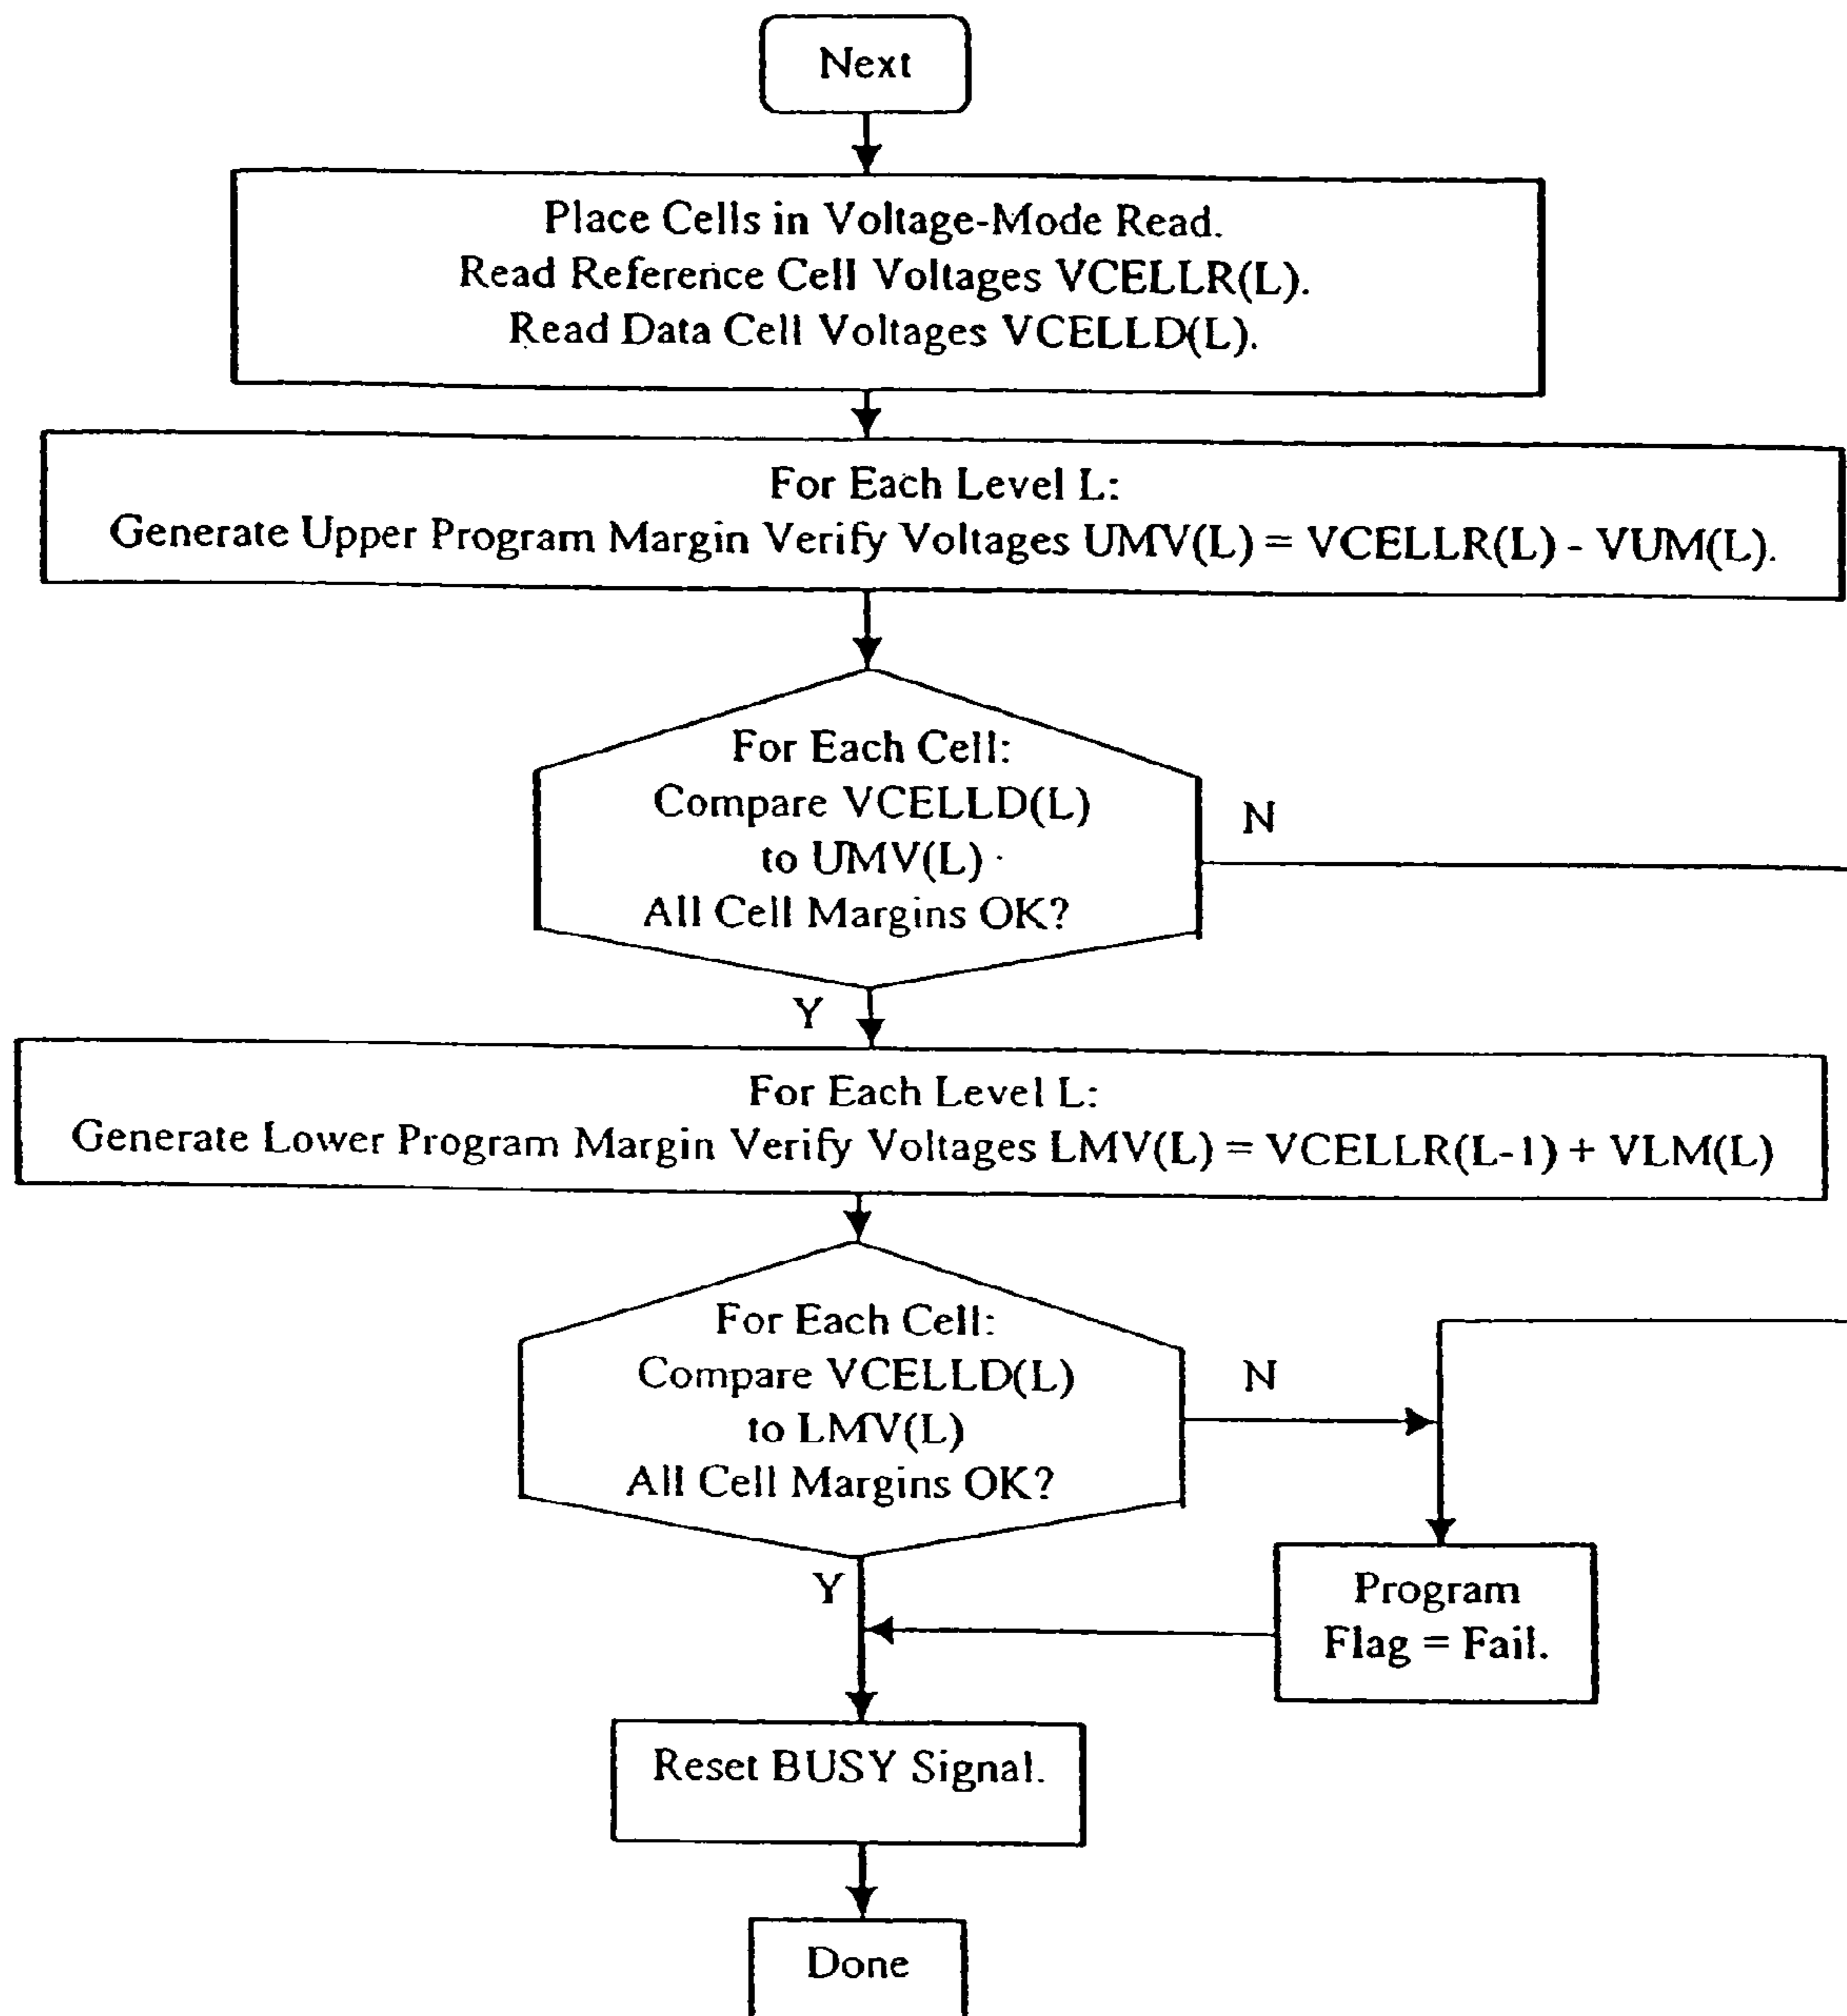 Next
Place Cells in Voltage-Mode Read.
Read Reference Cell Voltages VCELLR(L).
Read Data Cell Voltages VCELLD(L).
For Each Level L:
Generate Upper Program Margin Verify Voltages UMV(L) = VCELLR(L) - VUM(L).
For Each Cell:
Compare VCELLD(L)
to UMV(L)
All Cell Margins OK?
N
Y
For Each Level L:
Generate Lower Program Margin Verify Voltages LMV(L) = VCELLR(L-1) + VLM(L)
For Each Cell:
Compare VCELLD(L)
to LMV(L)
All Cell Margins OK?
N
Y
Program
Flag = Fail.
Reset BUSY Signal.
Done